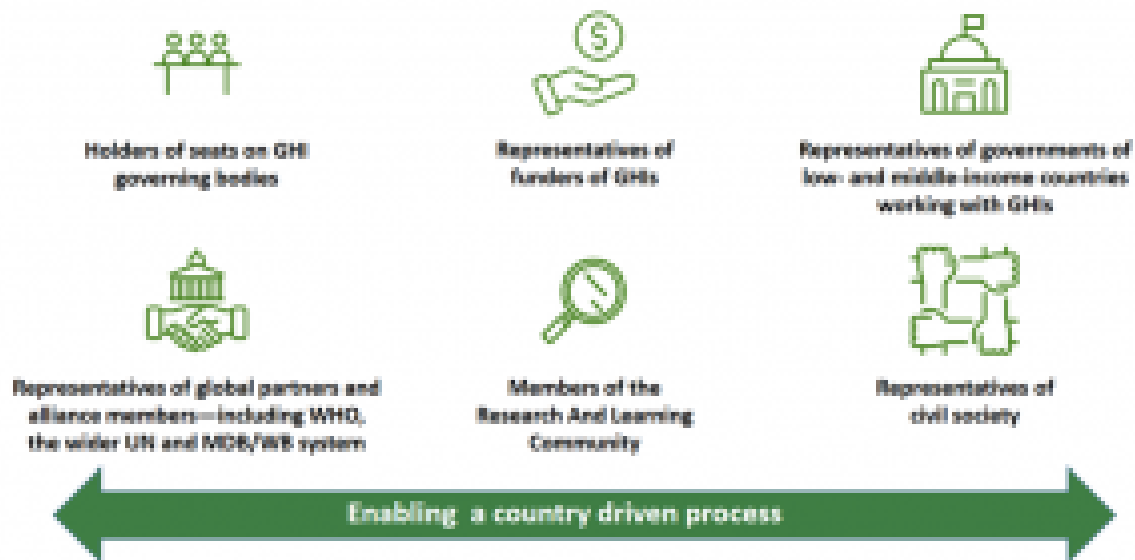 Holders of seats on GHI
governing bodies
Representatives of
funders of GHIs
Representatives of governments of
low- and middle-income countries
working with GHIs
Representatives of global partners and
alliance members—including WHO,
the wider UN and MDB/WB system
Members of the
Research And Learning
Community
Representatives of
civil society
Enabling a country driven process